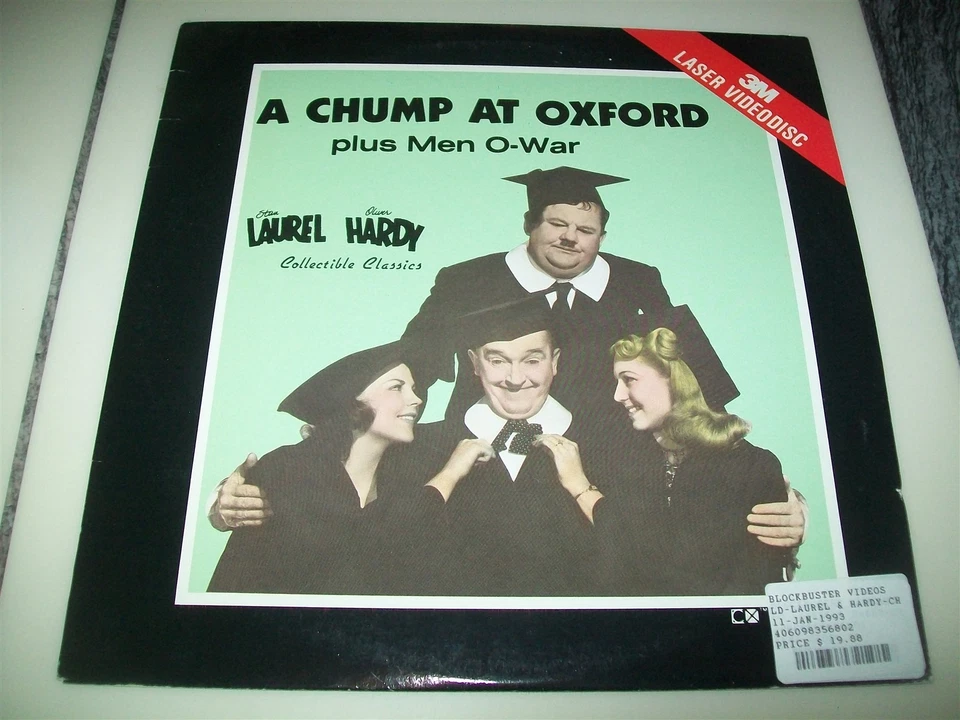 3M
LASER VIDEODISC
A CHUMP AT OXFORD
plus Men O-War
Stan Oliver
LAUREL HARDY
Collectible Classics
CX
BLOCKBUSTER VIDEOS
LD-LAUREL & HARDY-CH
11-JAN-1993
406098356802
PRICE $ 19.88